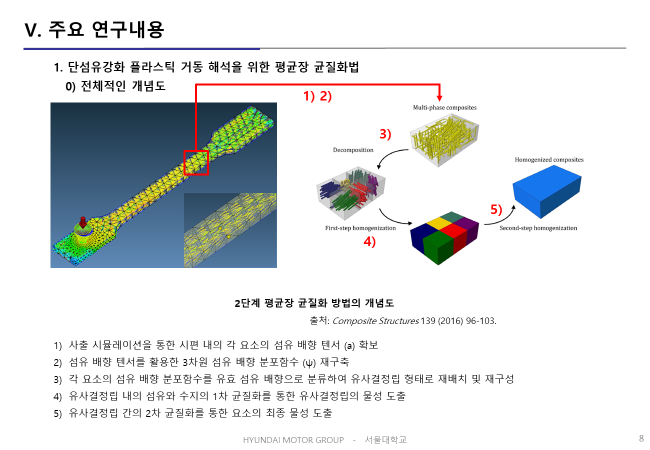 V. 주요 연구내용
1. 단섬유강화 플라스틱 거동 해석을 위한 평균장 균질화법
0) 전체적인 개념도
1) 2)
Multi-phase composites
3)
Decomposition
Homogenized composites
5)
First-step homogenization
Second-step homogenization
4)
2단계 평균장 균질화 방법의 개념도
출처: Composite Structures 139 (2016) 96-103.
1) 사출 시뮬레이션을 통한 시편 내의 각 요소의 섬유 배향 텐서 (a) 확보
2) 섬유 배향 텐서를 활용한 3차원 섬유 배향 분포함수 (ψ) 재구축
3) 각 요소의 섬유 배향 분포함수를 유효 섬유 배향으로 분류하여 유사결정립 형태로 재배치 및 재구성
4) 유사결정립 내의 섬유와 수지의 1차 균질화를 통한 유사결정립의 물성 도출
5) 유사결정립 간의 2차 균질화를 통한 요소의 최종 물성 도출
HYUNDAI MOTOR GROUP - 서울대학교
8